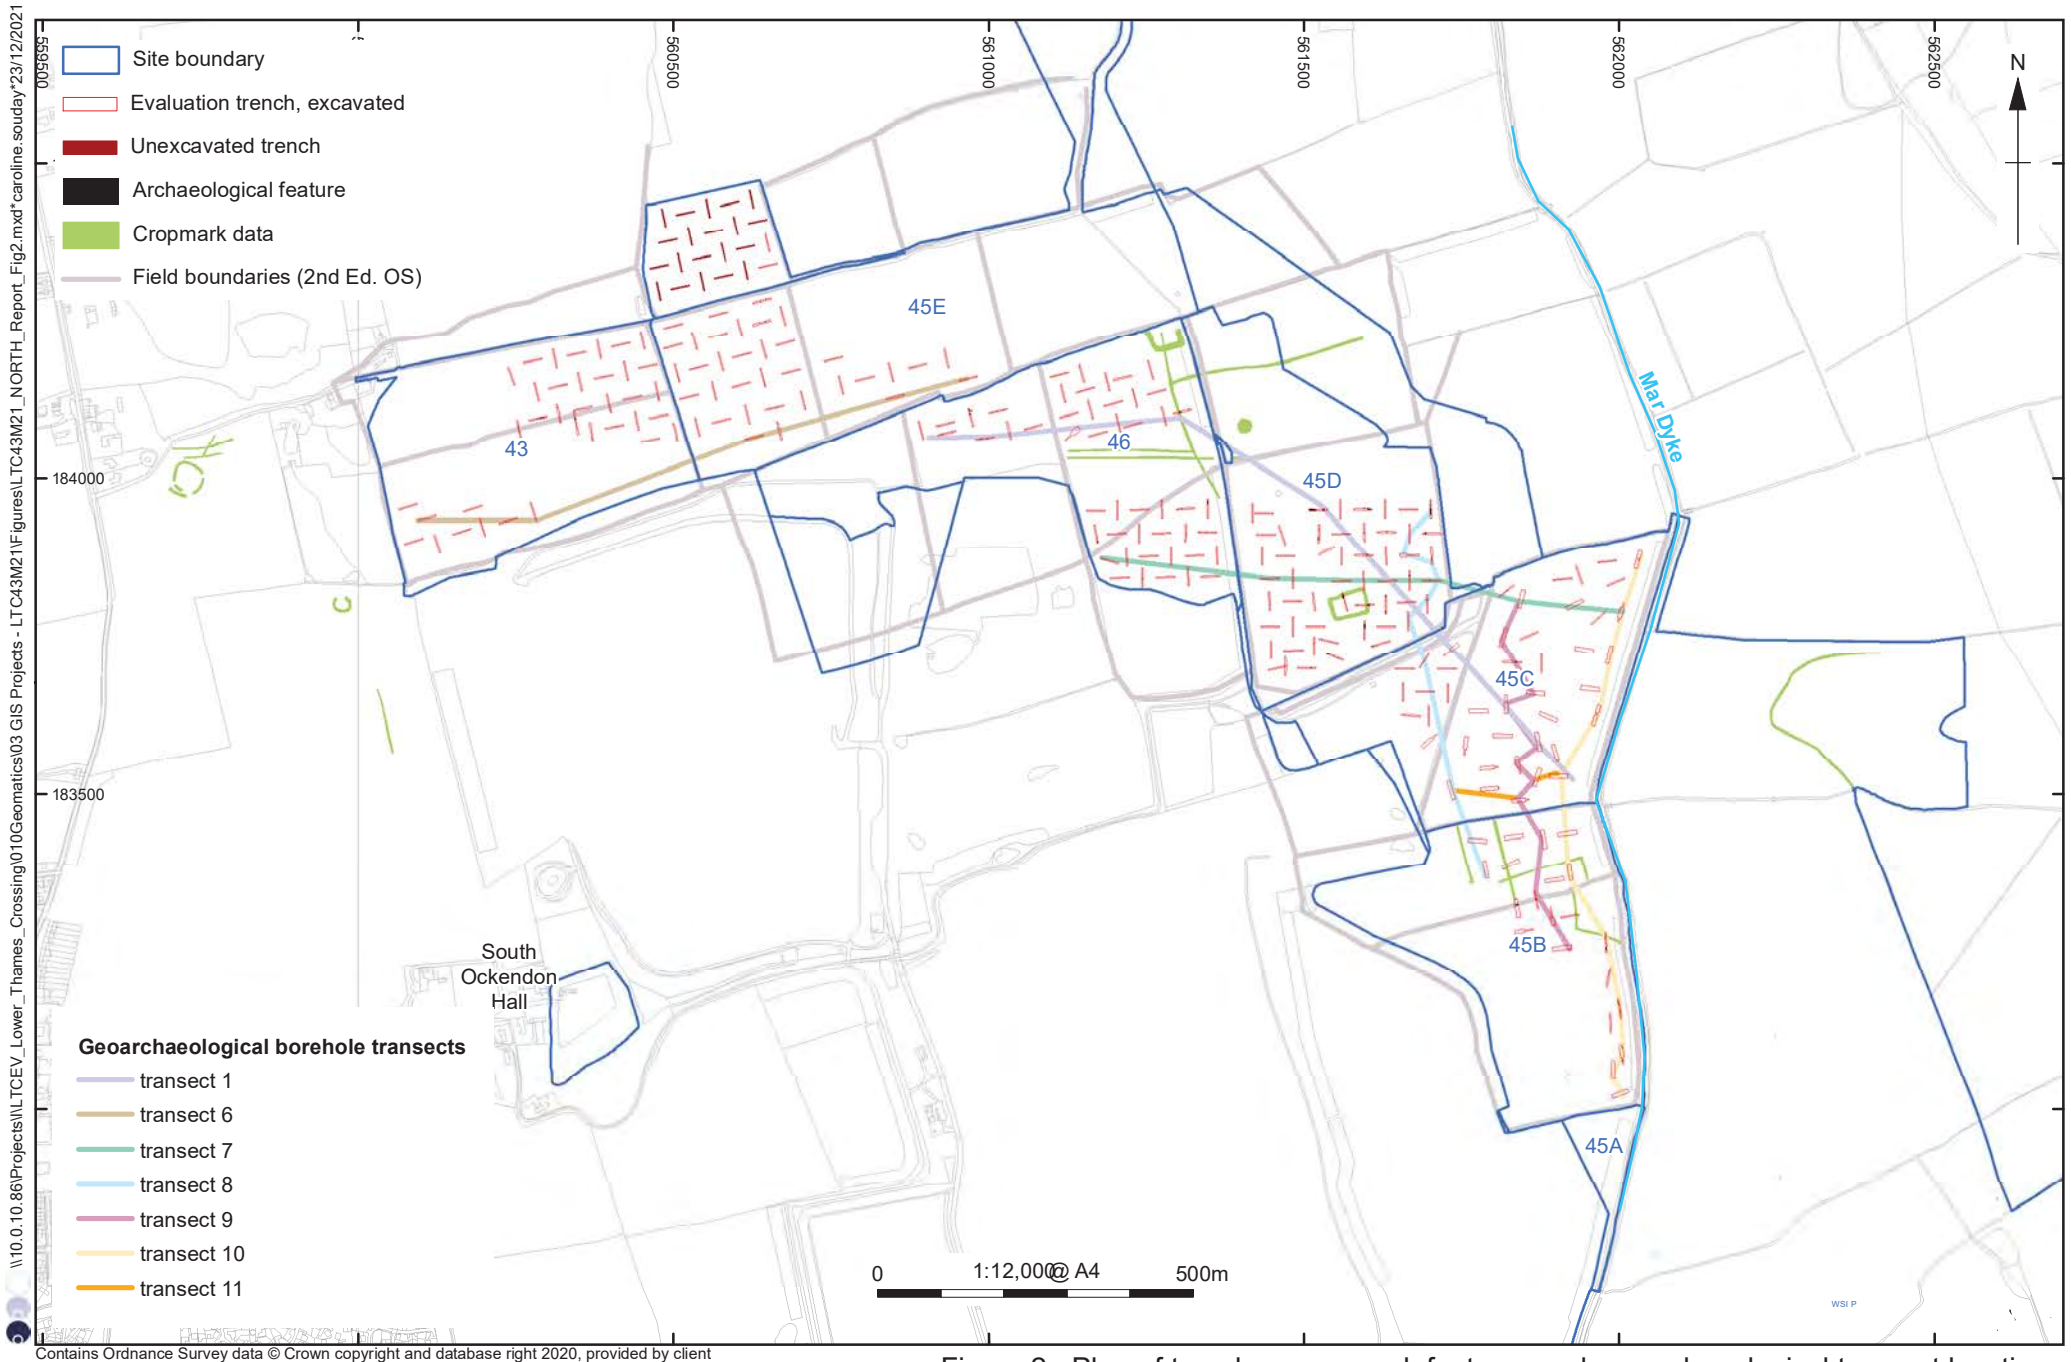 \\10.0.10.86\Projects\I\LTCEV_Lower_Thames_Crossing\010Geomatics\03 GIS Projects - LTC43M21\Figures\LTC43M21_NORTH_Report_Fig2.mxd*caroline.souday*23/12/2021
559500
560500
561000
561500
562000
562500
N
Site boundary
Evaluation trench, excavated
Unexcavated trench
Archaeological feature
Cropmark data
Field boundaries (2nd Ed. OS)
45E
Mar Dyke
43
46
184000
45D
45C
183500
45B
South
Ockendon
Hall
45A
Geoarchaeological borehole transects
transect 1
transect 6
transect 7
transect 8
transect 9
transect 10
transect 11
0 1:12,000@ A4 500m
WSI P
Contains Ordnance Survey data © Crown copyright and database right 2020, provided by client